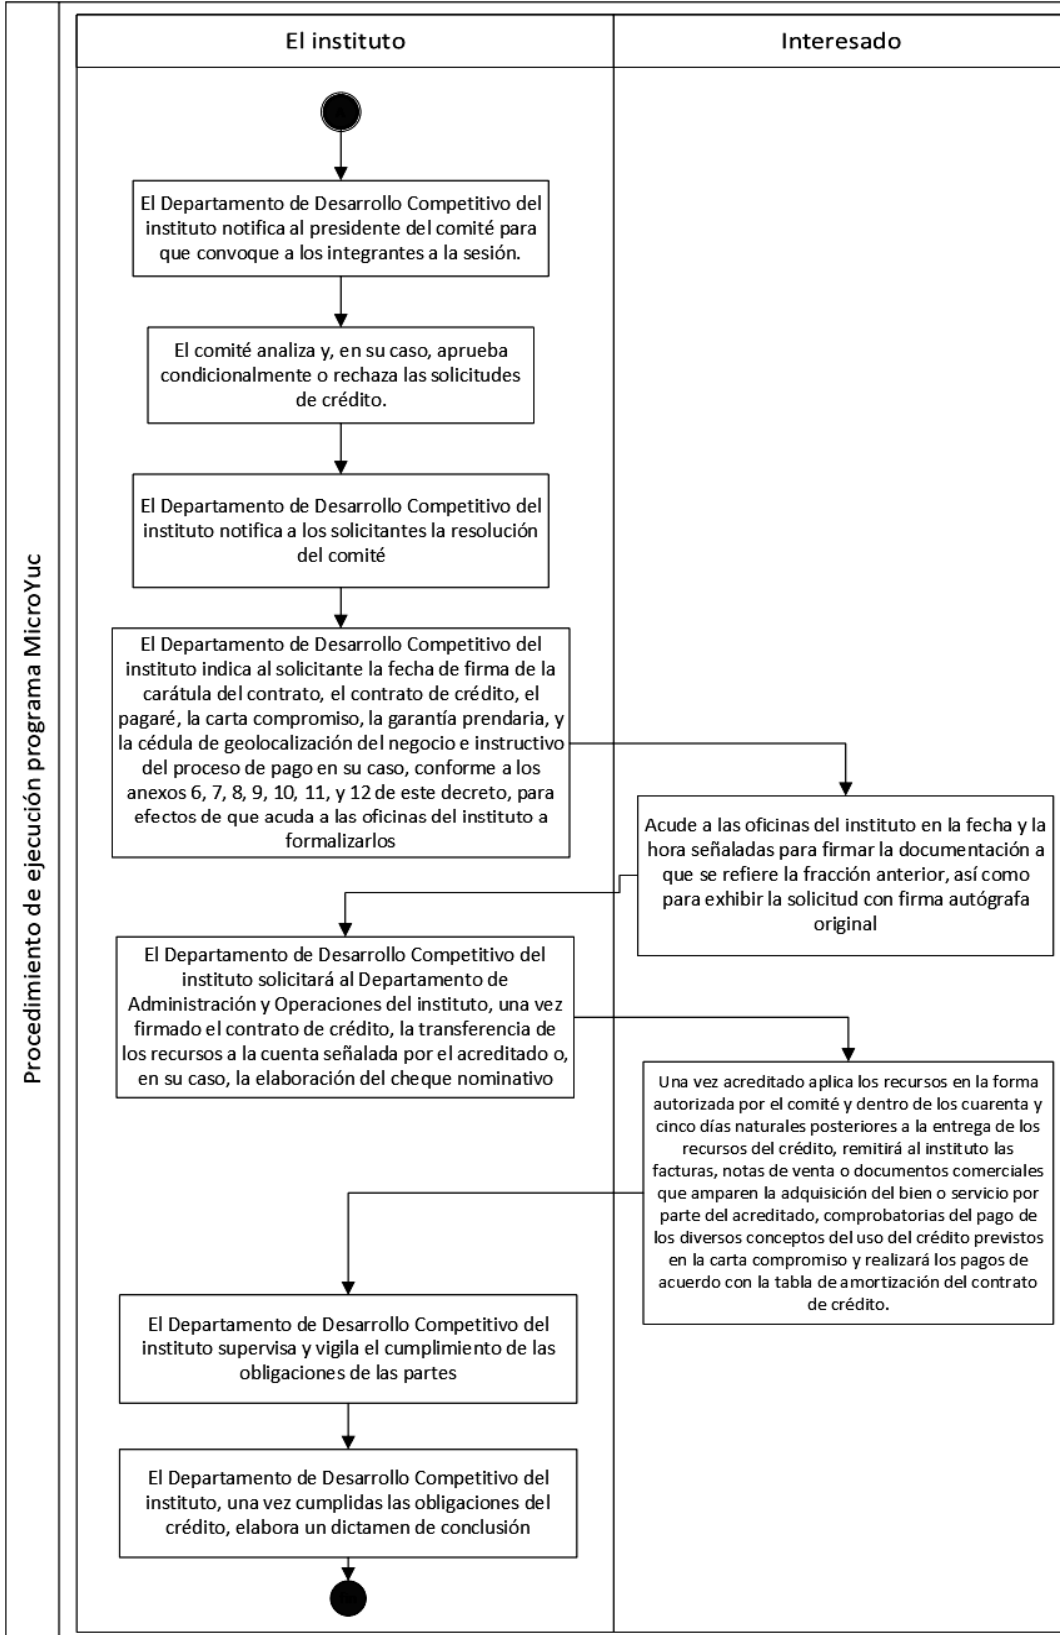 Procedimiento de ejecución programa MicroYuc
El instituto
Interesado
El Departamento de Desarrollo Competitivo del
instituto notifica al presidente del comité para
que convoque a los integrantes a la sesión.
El comité analiza y, en su caso, aprueba
condicionalmente o rechaza las solicitudes
de crédito.
El Departamento de Desarrollo Competitivo del
instituto notifica a los solicitantes la resolución
del comité
El Departamento de Desarrollo Competitivo del
instituto indica al solicitante la fecha de firma de la
carátula del contrato, el contrato de crédito, el
pagaré, la carta compromiso, la garantía prendaria, y
la cédula de geolocalización del negocio e instructivo
del proceso de pago en su caso, conforme a los
anexos 6, 7, 8, 9, 10, 11, y 12 de este decreto, para
efectos de que acuda a las oficinas del instituto a
formalizarlos
Acude a las oficinas del instituto en la fecha y la
hora señaladas para firmar la documentación a
que se refiere la fracción anterior, así como
para exhibir la solicitud con firma autógrafa
original
El Departamento de Desarrollo Competitivo del
instituto solicitará al Departamento de
Administración y Operaciones del instituto, una vez
firmado el contrato de crédito, la transferencia de
los recursos a la cuenta señalada por el acreditado o,
en su caso, la elaboración del cheque nominativo
Una vez acreditado aplica los recursos en la forma
autorizada por el comité y dentro de los cuarenta y
cinco días naturales posteriores a la entrega de los
recursos del crédito, remitirá al instituto las
facturas, notas de venta o documentos comerciales
que amparen la adquisición del bien o servicio por
parte del acreditado, comprobatorias del pago de
los diversos conceptos del uso del crédito previstos
en la carta compromiso y realizará los pagos de
acuerdo con la tabla de amortización del contrato
de crédito.
El Departamento de Desarrollo Competitivo del
instituto supervisa y vigila el cumplimiento de las
obligaciones de las partes
El Departamento de Desarrollo Competitivo del
instituto, una vez cumplidas las obligaciones del
crédito, elabora un dictamen de conclusión